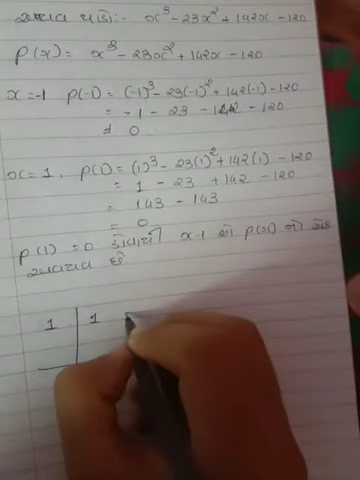 અવયવ પાડો:- x³ - 23x² + 142x - 120
P(x) = x³ - 23x² + 142x - 120
x = -1 P(-1) = (-1)³ - 23(-1)² + 142(-1) - 120
= -1 - 23 - 142 - 120
≠ 0
x = 1. P(1) = (1)³ - 23(1)² + 142(1) - 120
= 1 - 23 + 142 - 120
= 143 - 143
= 0
P(1) = 0 હોવાથી x-1 એ P(x) નો એક
અવયવ છે
1 | 1